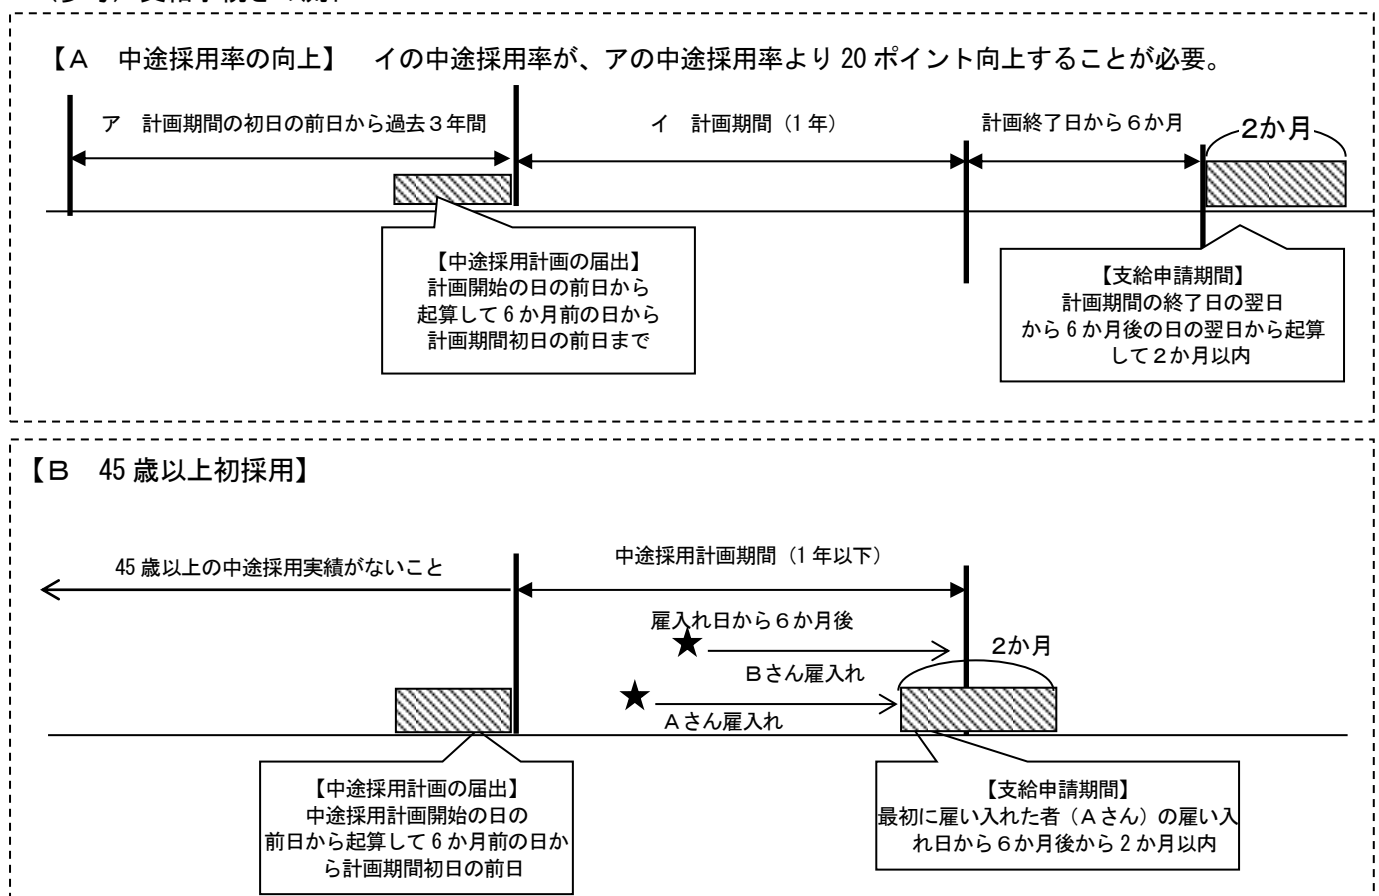 【A 中途採用率の向上】 イの中途採用率が、アの中途採用率より 20 ポイント向上することが必要。
ア 計画期間の初日の前日から過去３年間
イ 計画期間（1 年）
計画終了日から６か月
２か月
【中途採用計画の届出】
計画開始の日の前日から
起算して 6 か月前の日から
計画期間初日の前日まで
【支給申請期間】
計画期間の終了日の翌日
から 6 か月後の日の翌日から起算
して２か月以内
【B 45 歳以上初採用】
45 歳以上の中途採用実績がないこと
中途採用計画期間（1 年以下）
雇入れ日から６か月後
２か月
Ｂさん雇入れ
Ａさん雇入れ
【中途採用計画の届出】
中途採用計画開始の日の
前日から起算して 6 か月前の日か
ら計画期間初日の前日
【支給申請期間】
最初に雇い入れた者（Ａさん）の雇い入
れ日から６か月後から 2 か月以内